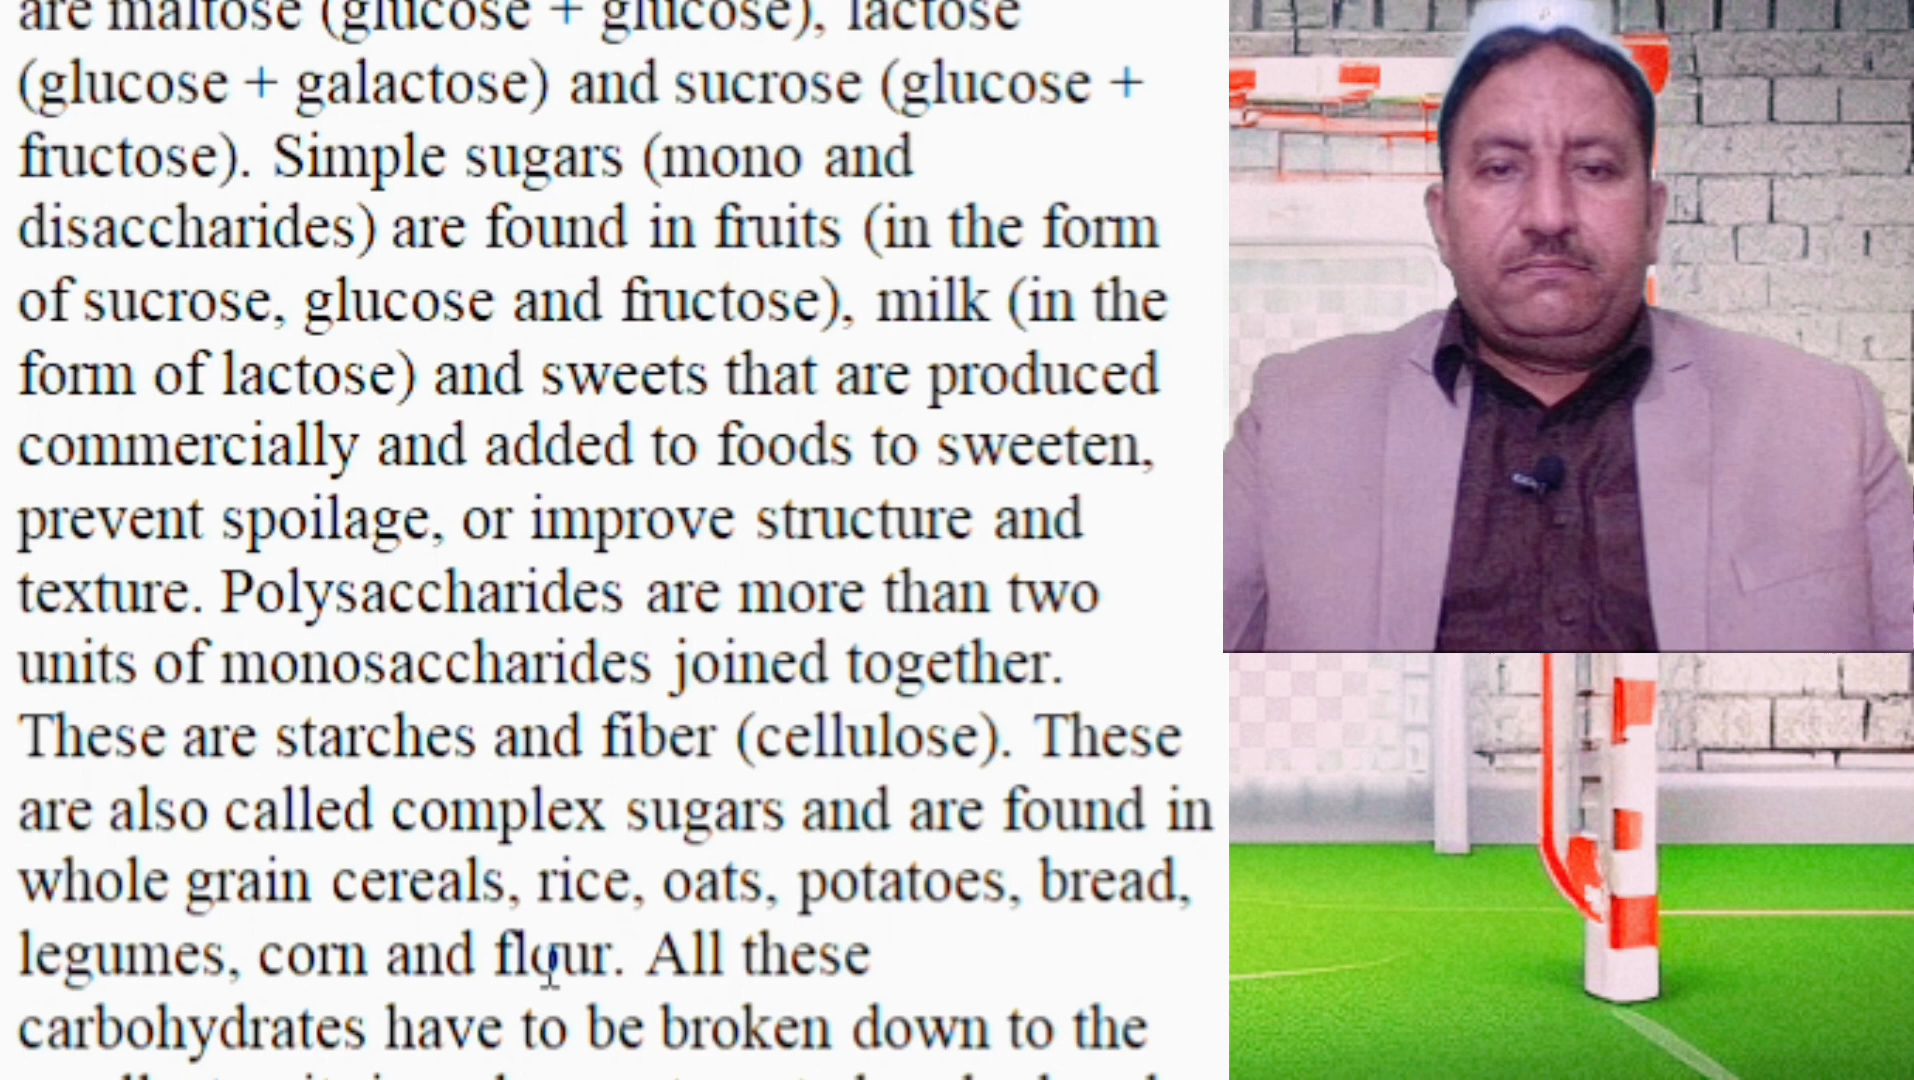 are maltose (glucose + glucose), lactose
(glucose + galactose) and sucrose (glucose +
fructose). Simple sugars (mono and
disaccharides) are found in fruits (in the form
of sucrose, glucose and fructose), milk (in the
form of lactose) and sweets that are produced
commercially and added to foods to sweeten,
prevent spoilage, or improve structure and
texture. Polysaccharides are more than two
units of monosaccharides joined together.
These are starches and fiber (cellulose). These
are also called complex sugars and are found in
whole grain cereals, rice, oats, potatoes, bread,
legumes, corn and flour. All these
carbohydrates have to be broken down to the